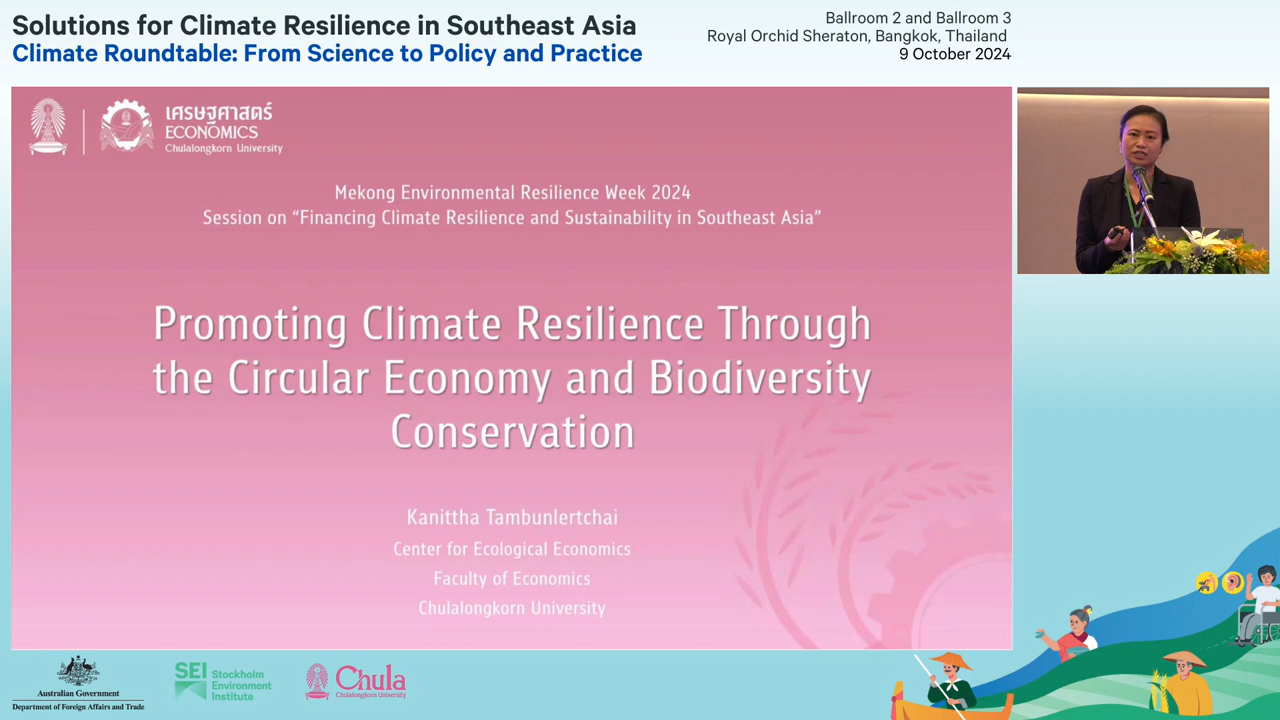 Solutions for Climate Resilience in Southeast Asia
Climate Roundtable: From Science to Policy and Practice
Ballroom 2 and Ballroom 3
Royal Orchid Sheraton, Bangkok, Thailand
9 October 2024
เศรษฐศาสตร์
ECONOMICS
Chulalongkorn University
Mekong Environmental Resilience Week 2024
Session on “Financing Climate Resilience and Sustainability in Southeast Asia”
Promoting Climate Resilience Through
the Circular Economy and Biodiversity
Conservation
Kanittha Tambunlertchai
Center for Ecological Economics
Faculty of Economics
Chulalongkorn University
Australian Government
Department of Foreign Affairs and Trade
SEI Stockholm
Environment
Institute
Chula
Chulalongkorn University